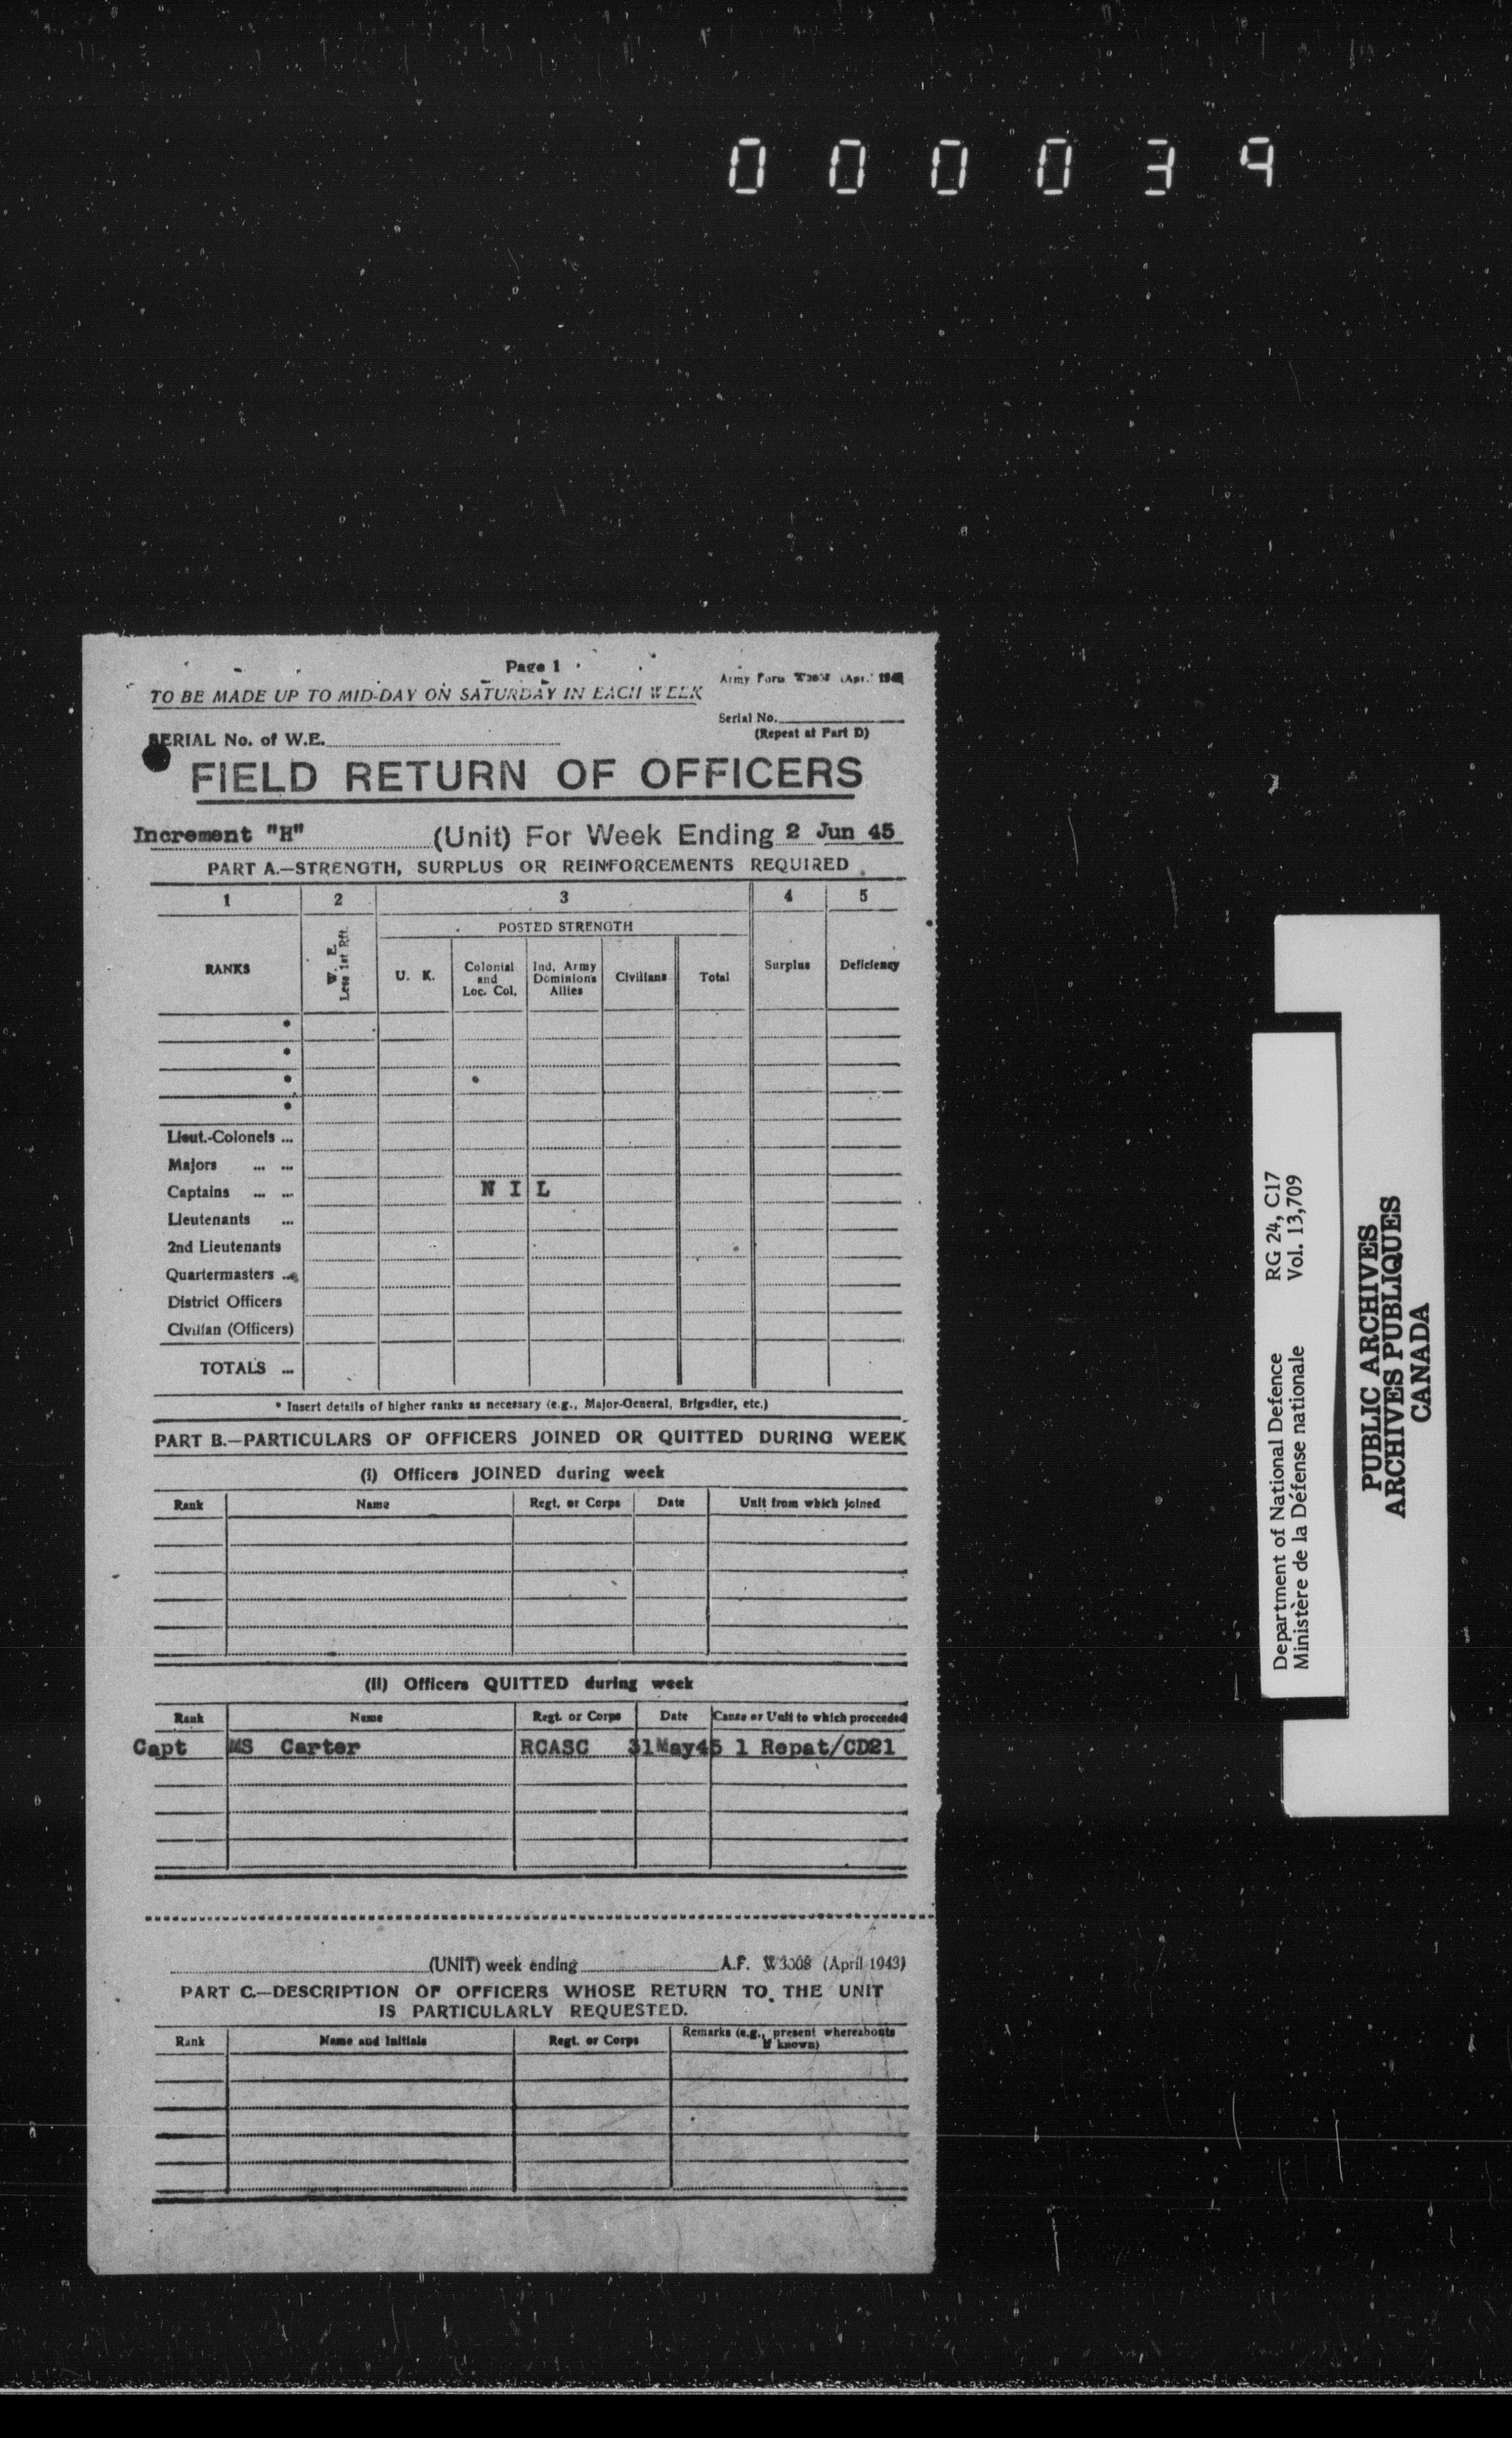 000039
Page 1
Army Form W3008 (April 1943)
TO BE MADE UP TO MID-DAY ON SATURDAY IN EACH WEEK
Serial No.
(Repeat at Part D)
SERIAL No. of W.E.
FIELD RETURN OF OFFICERS
Increment "H" (Unit) For Week Ending 2 Jun 45
PART A.—STRENGTH, SURPLUS OR REINFORCEMENTS REQUIRED
1 2 3 4 5
POSTED STRENGTH
RANKS
W. E.
Less 1st Rft.
U. K.
Colonial
and
Loc. Col.
Ind. Army
Dominions
Allies
Civilians
Total
Surplus
Deficiency
*
*
*
*
Lieut.-Colonels ...
Majors ... ...
Captains ... ... N I L
Lieutenants ...
2nd Lieutenants
Quartermasters ...
District Officers
Civilian (Officers)
TOTALS ...
* Insert details of higher ranks as necessary (e.g., Major-General, Brigadier, etc.)
PART B.—PARTICULARS OF OFFICERS JOINED OR QUITTED DURING WEEK
(i) Officers JOINED during week
Rank Name Regt. or Corps Date Unit from which joined
(ii) Officers QUITTED during week
Rank Name Regt. or Corps Date Cause or Unit to which proceeded
Capt MS Carter RCASC 31May45 1 Repat/CD21
(UNIT) week ending A.F. W3008 (April 1943)
PART C.—DESCRIPTION OF OFFICERS WHOSE RETURN TO THE UNIT
IS PARTICULARLY REQUESTED.
Rank Name and Initials Regt. or Corps Remarks (e.g., present whereabouts
if known)
Department of National Defence RG 24, C17
Ministère de la Défense nationale Vol. 13,709
PUBLIC ARCHIVES
ARCHIVES PUBLIQUES
CANADA